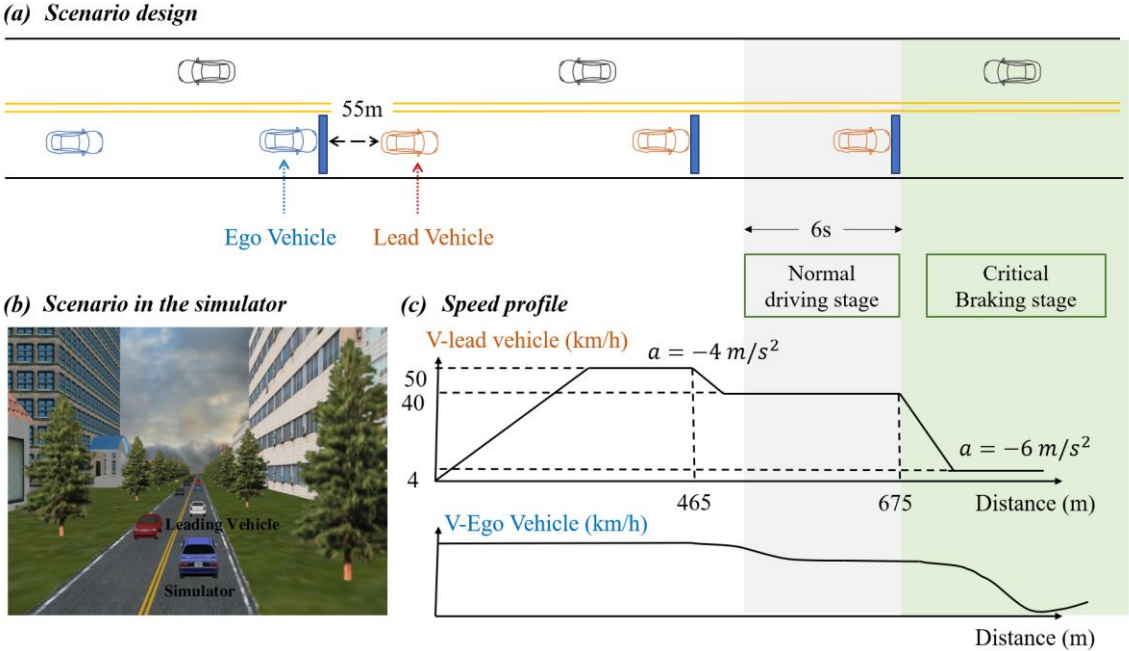 (a) Scenario design
55m
Ego Vehicle
Lead Vehicle
6s
Normal
driving stage
Critical
Braking stage
(b) Scenario in the simulator
Leading Vehicle
Simulator
(c) Speed profile
V-lead vehicle (km/h)
a = −4 m/s²
50
40
a = −6 m/s²
4
465
675
Distance (m)
V-Ego Vehicle (km/h)
Distance (m)